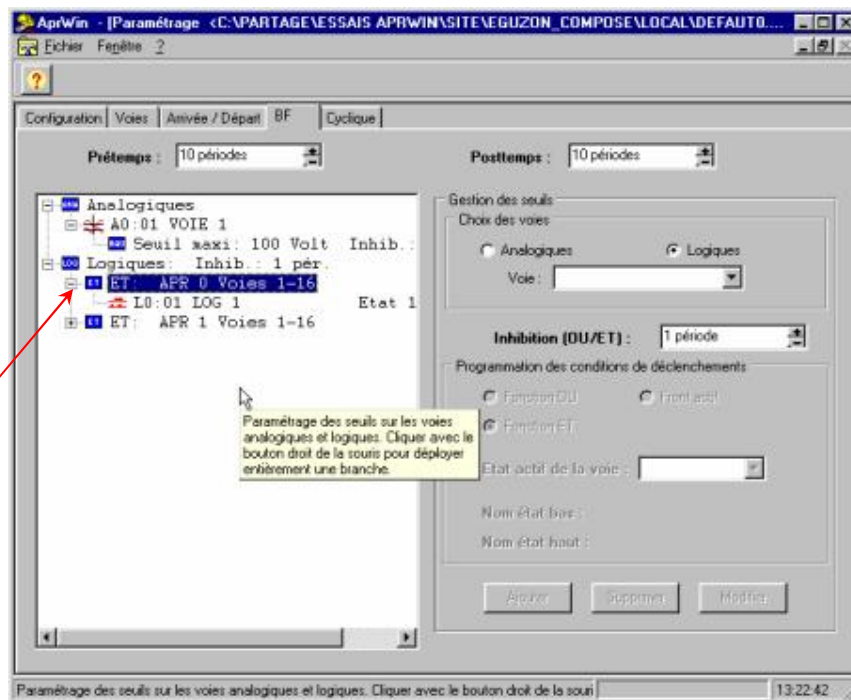 AprWin - [Paramétrage <C:\PARTAGE\ESSAIS APRWIN\SITE\EGUZON_COMPOSE\LOCAL\DEFAUT0....
Eichier Fenêtre ?
Configuration Voies Arrivée / Départ BF Cyclique
Prétemps : 10 périodes Posttemps : 10 périodes
Analogiques
A0:01 VOIE 1
Seuil maxi: 100 Volt Inhib.:
Logiques: Inhib.: 1 pér.
ET: APR 0 Voies 1-16
L0:01 LOG 1 Etat 1
ET: APR 1 Voies 1-16
Paramétrage des seuils sur les voies
analogiques et logiques. Cliquer avec le
bouton droit de la souris pour déployer
entièrement une branche.
Gestion des seuils
Choix des voies
Analogiques Logiques
Voie :
Inhibition (OU/ET) : 1 période
Programmation des conditions de déclenchements
Fonction OU Front actif
Fonction ET
Etat actif de la voie :
Nom état bas :
Nom état haut :
Ajouter Supprimer Modifier
Paramétrage des seuils sur les voies analogiques et logiques. Cliquer avec le bouton droit de la souri 13:22:42